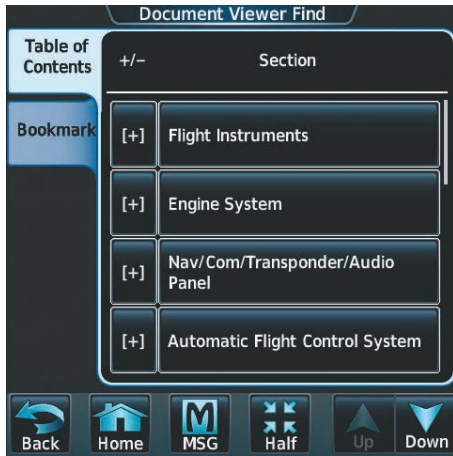 Document Viewer Find
Table of
Contents
+/–
Section
Bookmark
[+]
Flight Instruments
[+]
Engine System
[+]
Nav/Com/Transponder/Audio
Panel
[+]
Automatic Flight Control System
Back
Home
MSG
Half
Up
Down